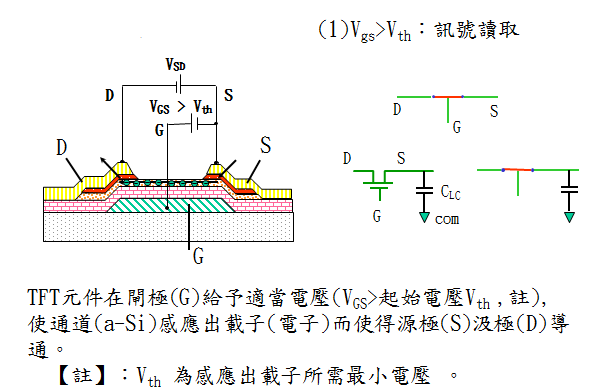 (1)Vgs>Vth：訊號讀取
VSD
D S
VGS > Vth
G
D S
G
D S
G
D S
CLC
G com
TFT元件在閘極(G)給予適當電壓(VGS>起始電壓Vth ,註),
使通道(a-Si)感應出載子(電子)而使得源極(S)汲極(D)導
通。
【註】：Vth 為感應出載子所需最小電壓 。